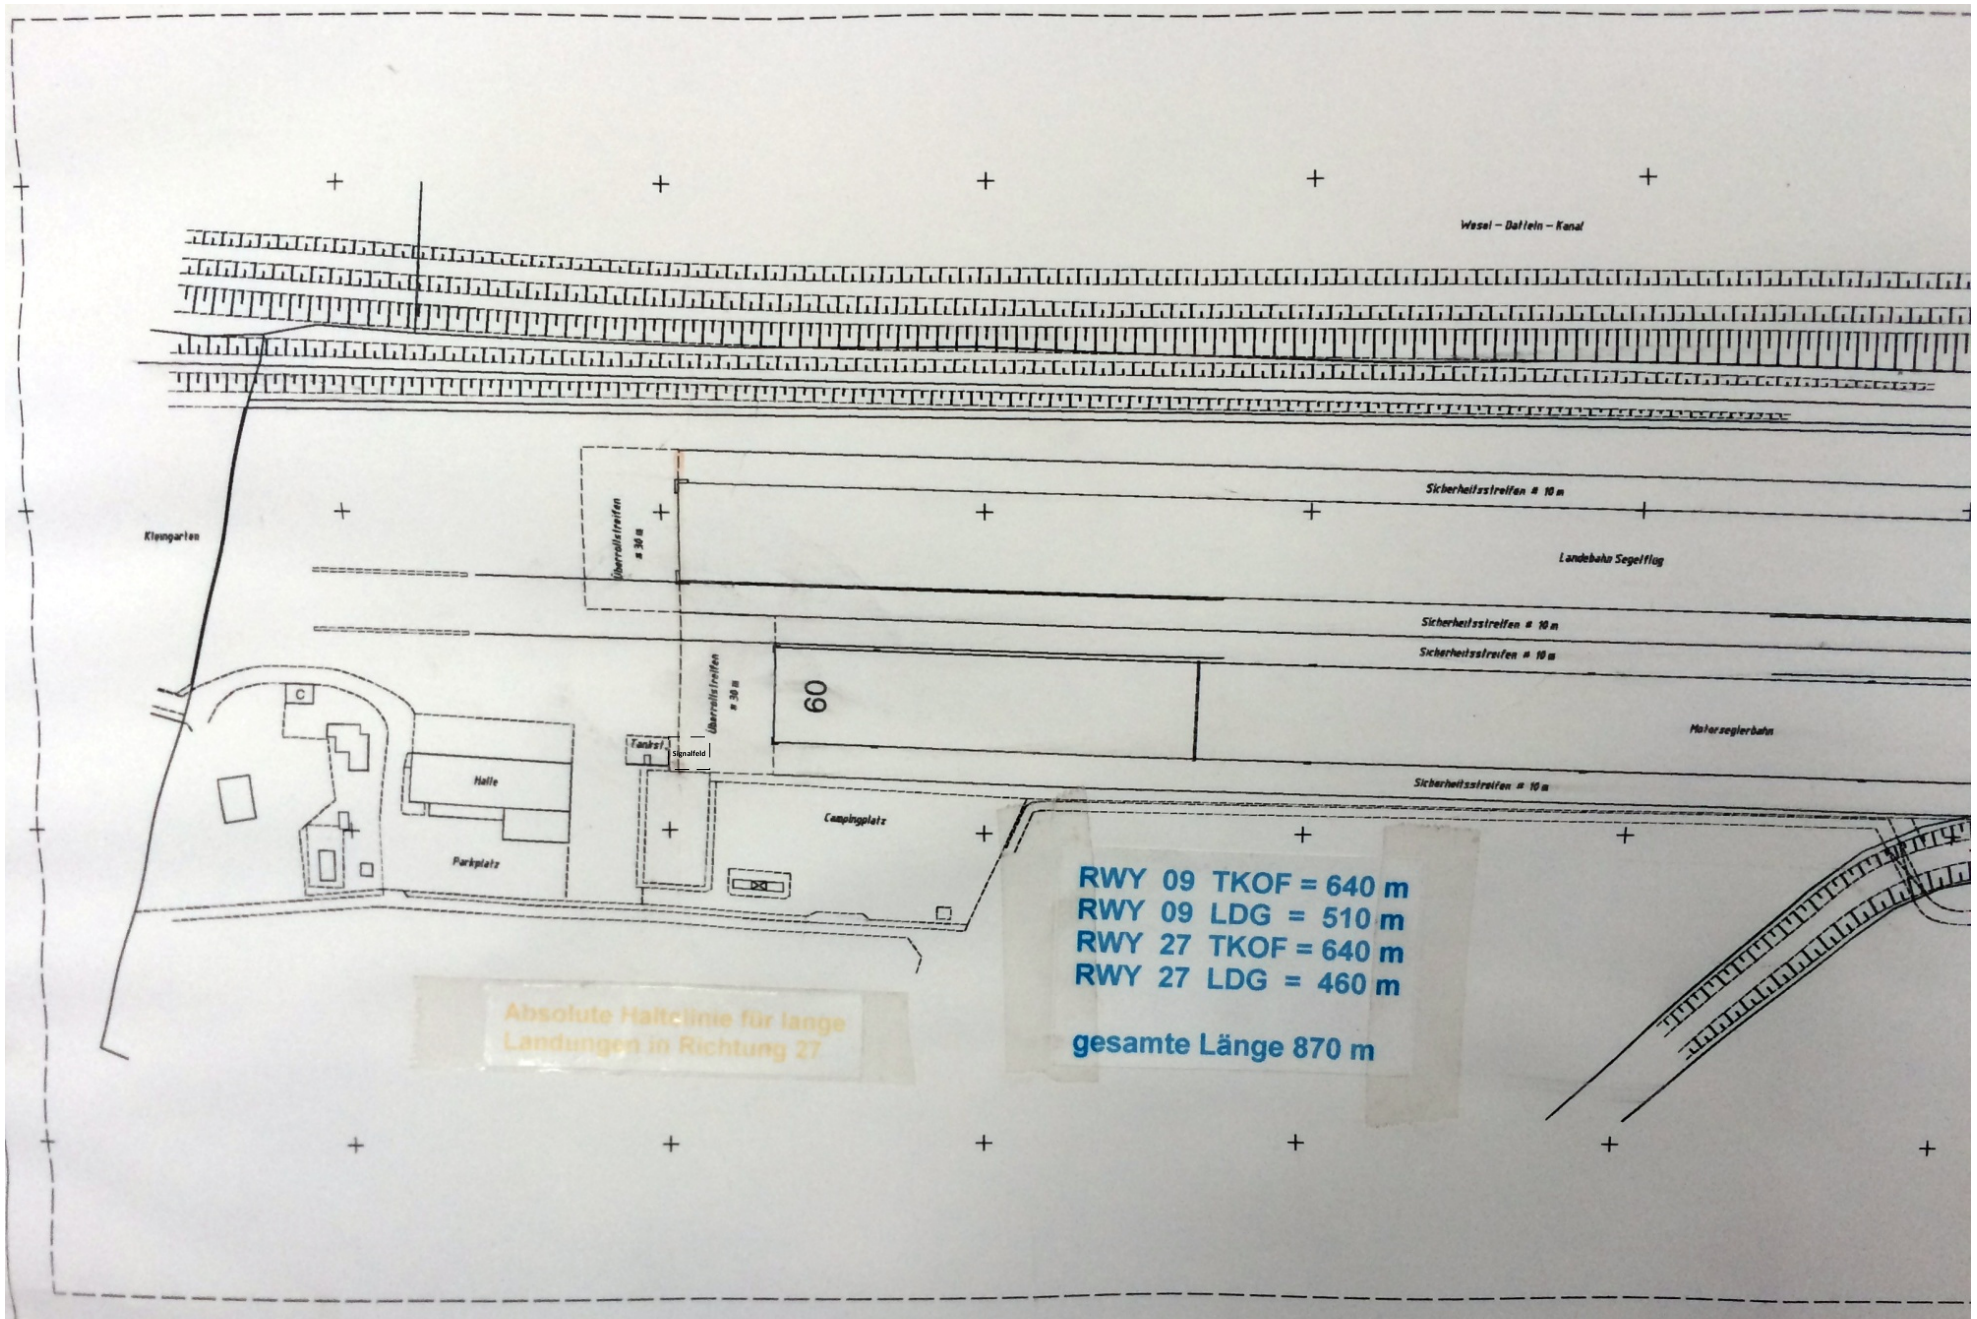 Wesel - Datteln - Kanal
Sicherheitsstreifen # 10 m
Kleingarten
Überrollstreifen
# 30 m
Landebahn Segelflug
Sicherheitsstreifen # 10 m
Sicherheitsstreifen # 10 m
Überrollstreifen
# 30 m
09
C
Motorseglerbahn
Tankst.
Signalfeld
Halle
Sicherheitsstreifen # 10 m
Campingplatz
Parkplatz
RWY 09 TKOF = 640 m
RWY 09 LDG = 510 m
RWY 27 TKOF = 640 m
RWY 27 LDG = 460 m
gesamte Länge 870 m
Absolute Haltelinie für lange
Landungen in Richtung 27